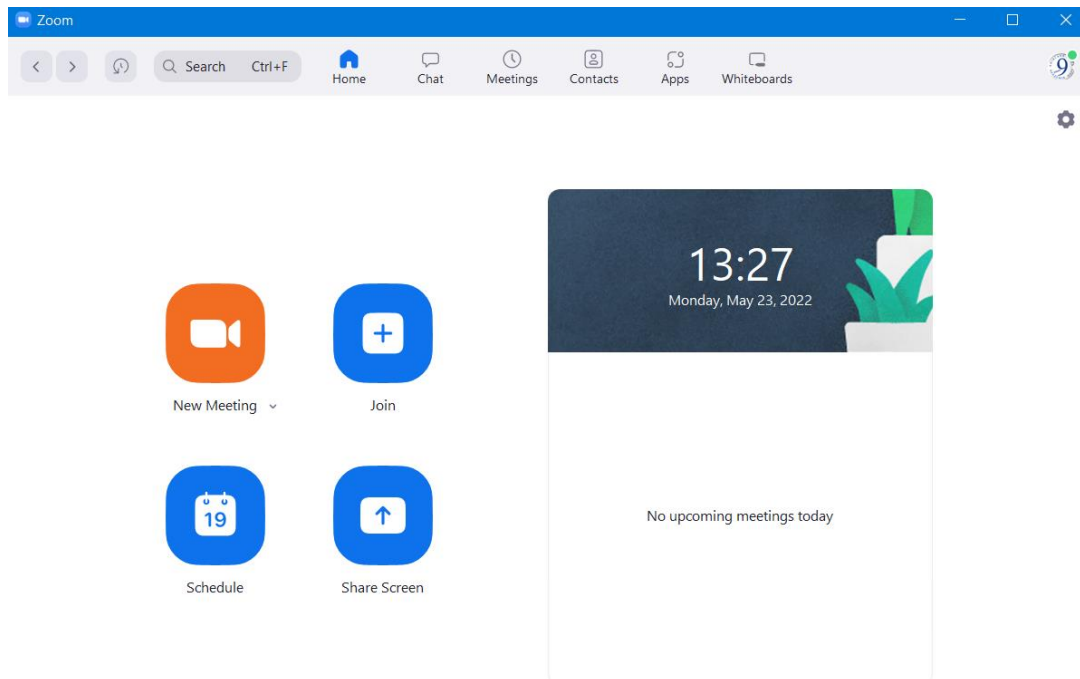 Zoom
Search Ctrl+F
Home
Chat
Meetings
Contacts
Apps
Whiteboards
9
13:27
Monday, May 23, 2022
New Meeting
Join
19
Schedule
Share Screen
No upcoming meetings today